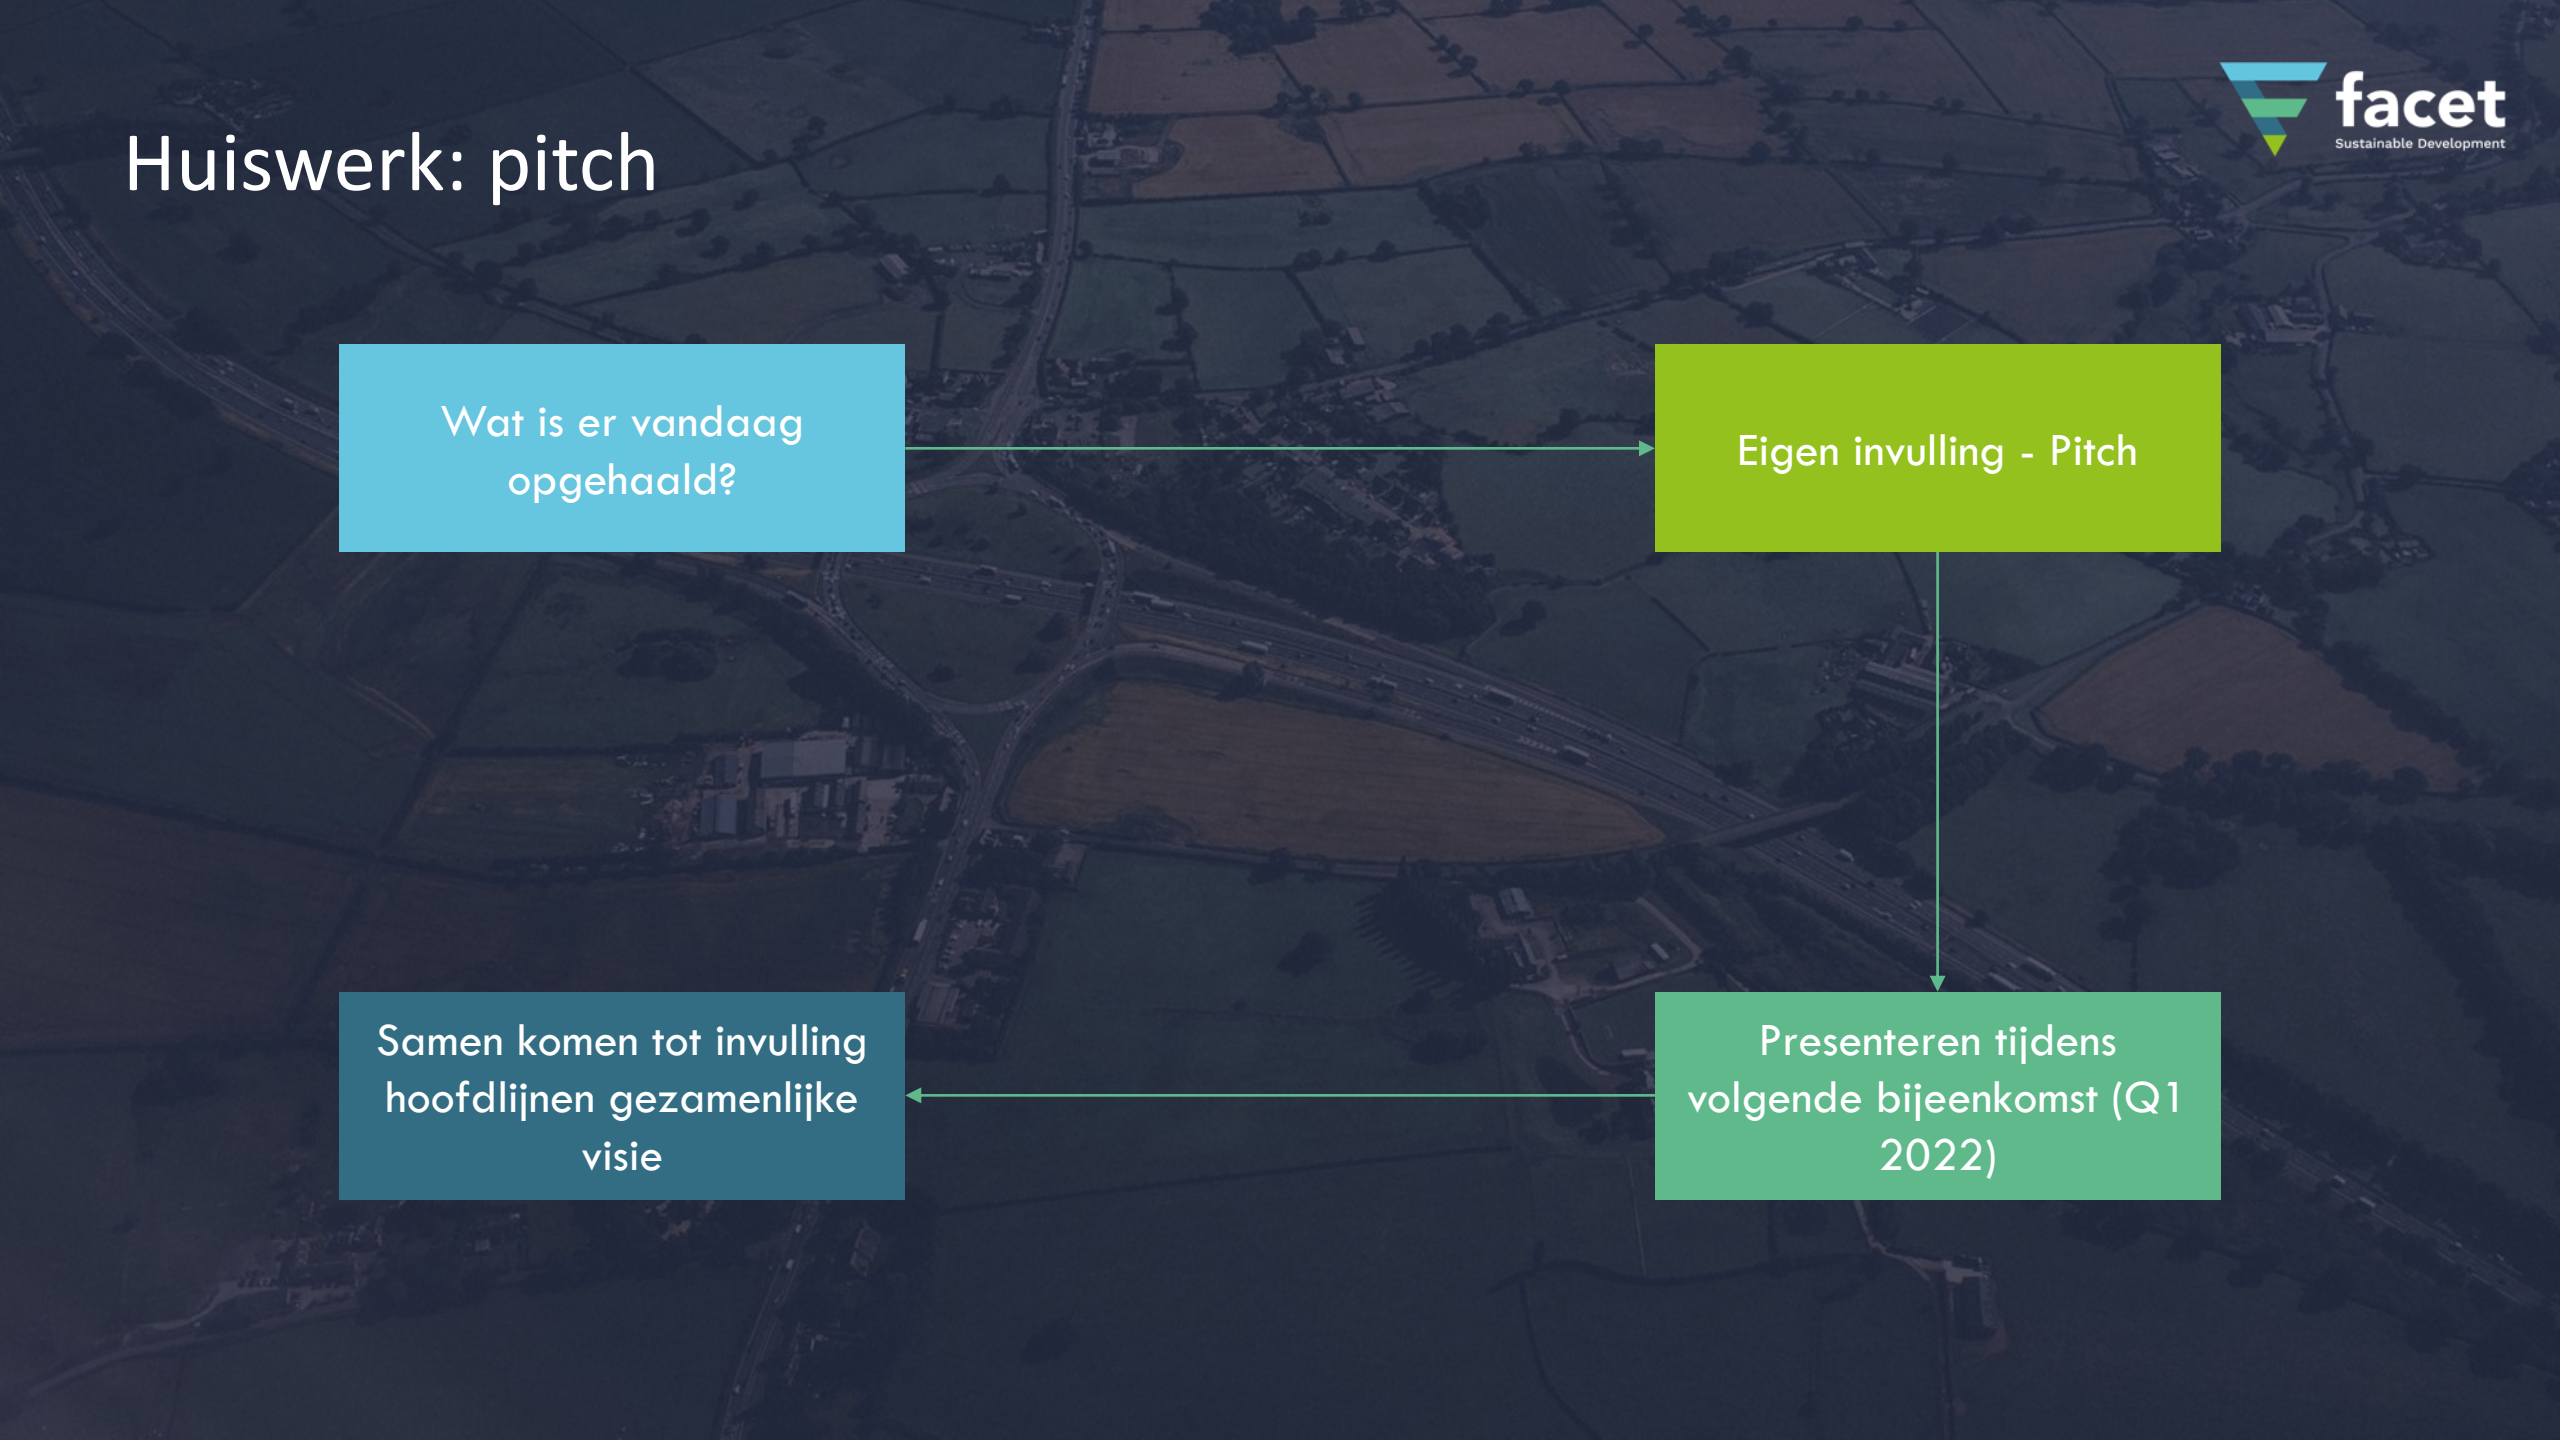 Huiswerk: pitch
facet
Sustainable Development
Wat is er vandaag
opgehaald?
Eigen invulling - Pitch
Presenteren tijdens
volgende bijeenkomst (Q1
2022)
Samen komen tot invulling
hoofdlijnen gezamenlijke
visie